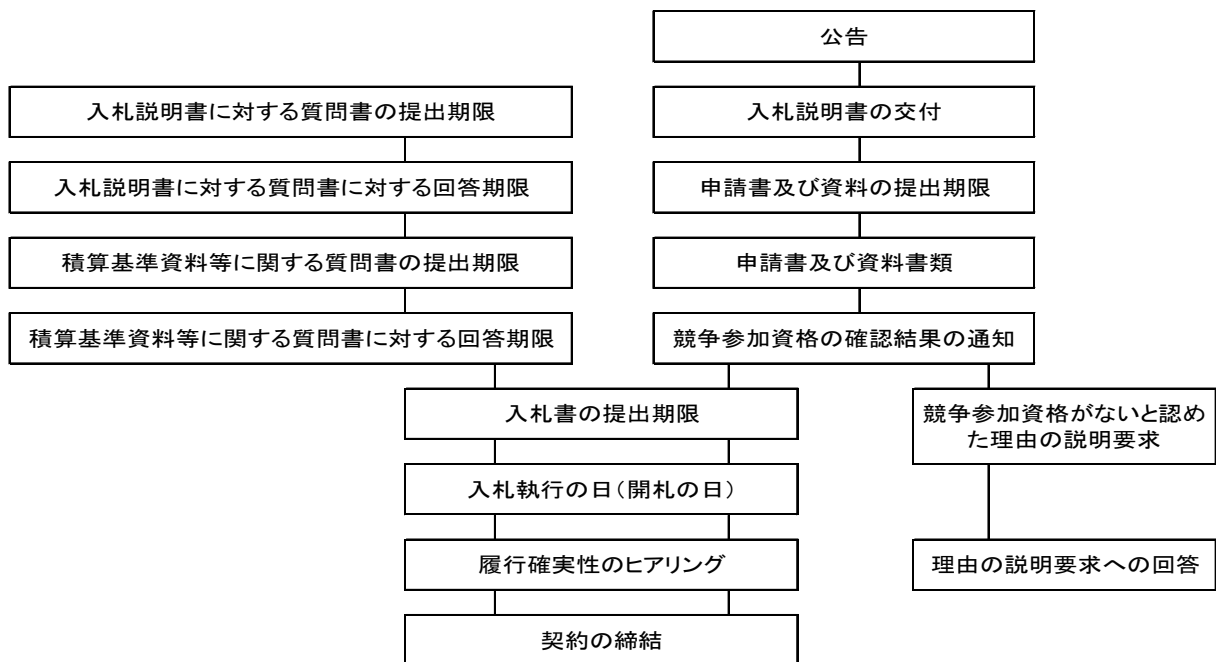 公告
入札説明書に対する質問書の提出期限
入札説明書の交付
入札説明書に対する質問書に対する回答期限
申請書及び資料の提出期限
積算基準資料等に関する質問書の提出期限
申請書及び資料書類
積算基準資料等に関する質問書に対する回答期限
競争参加資格の確認結果の通知
入札書の提出期限
競争参加資格がないと認め
た理由の説明要求
入札執行の日(開札の日)
履行確実性のヒアリング
理由の説明要求への回答
契約の締結